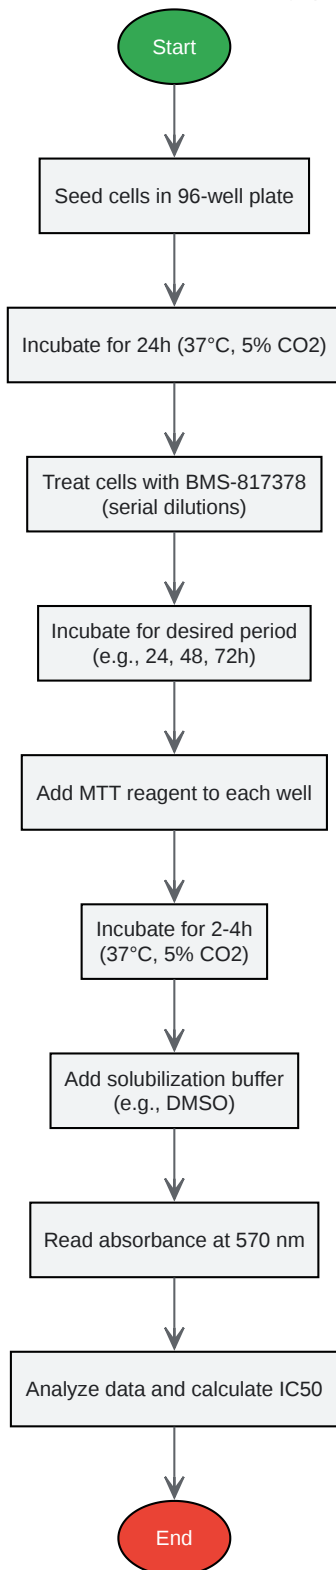 Start
Seed cells in 96-well plate
Incubate for 24h (37°C, 5% CO2)
Treat cells with BMS-817378
(serial dilutions)
Incubate for desired period
(e.g., 24, 48, 72h)
Add MTT reagent to each well
Incubate for 2-4h
(37°C, 5% CO2)
Add solubilization buffer
(e.g., DMSO)
Read absorbance at 570 nm
Analyze data and calculate IC50
End